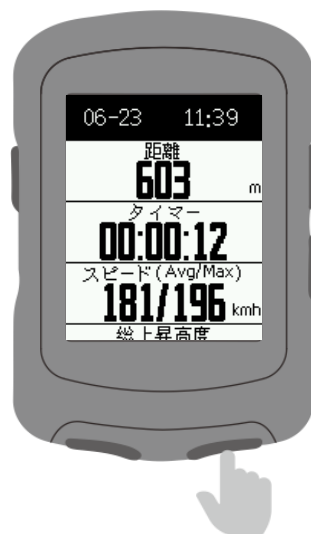 06-23 11:39
距離
603 m
タイマー
00:00:12
スピード(Avg/Max)
181/196 kmh
総上昇高度